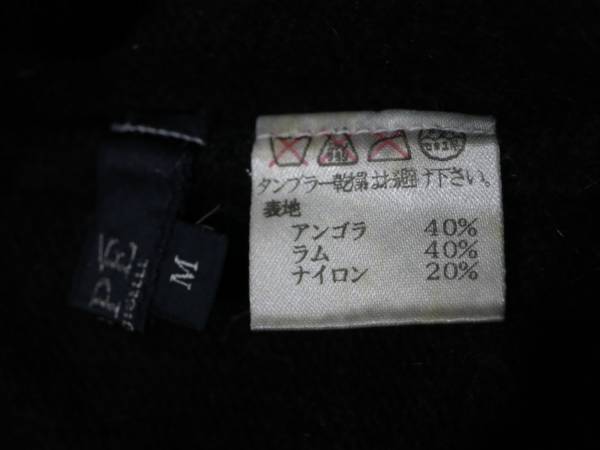 タンブラー乾燥はお避け下さい。
表地
アンゴラ 40%
ラム 40%
ナイロン 20%
PE
M